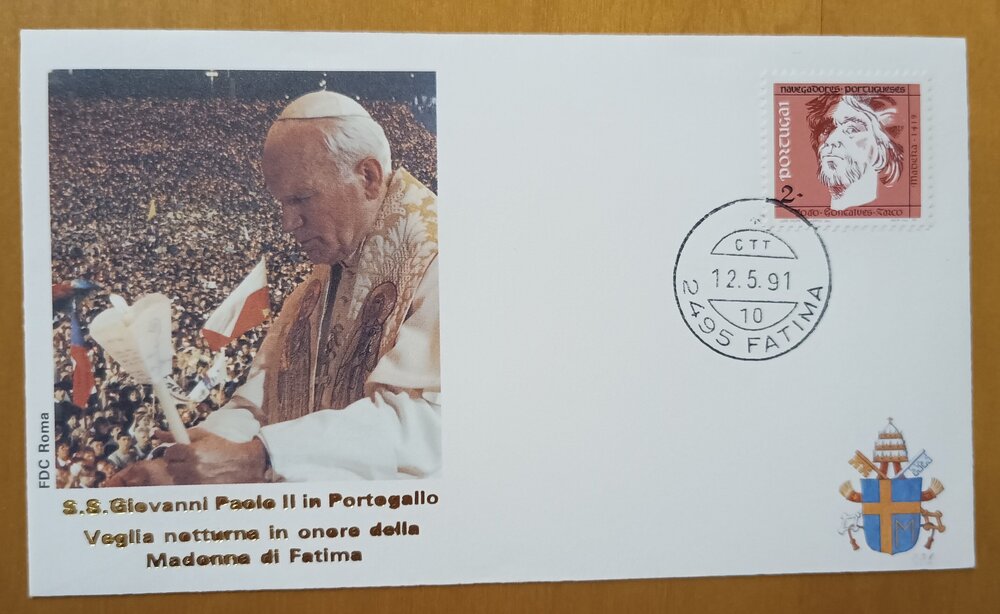 FDC Roma
S.S.Giovanni Paolo II in Portogallo
Veglia notturna in onore della
Madonna di Fatima
NAVEGADORES·PORTUGUESES
PORTUGAL
MADEIRA·1419
2·
JOÃO·GONÇALVES·ZARCO
CTT
12.5.91
10
2495 FATIMA
M